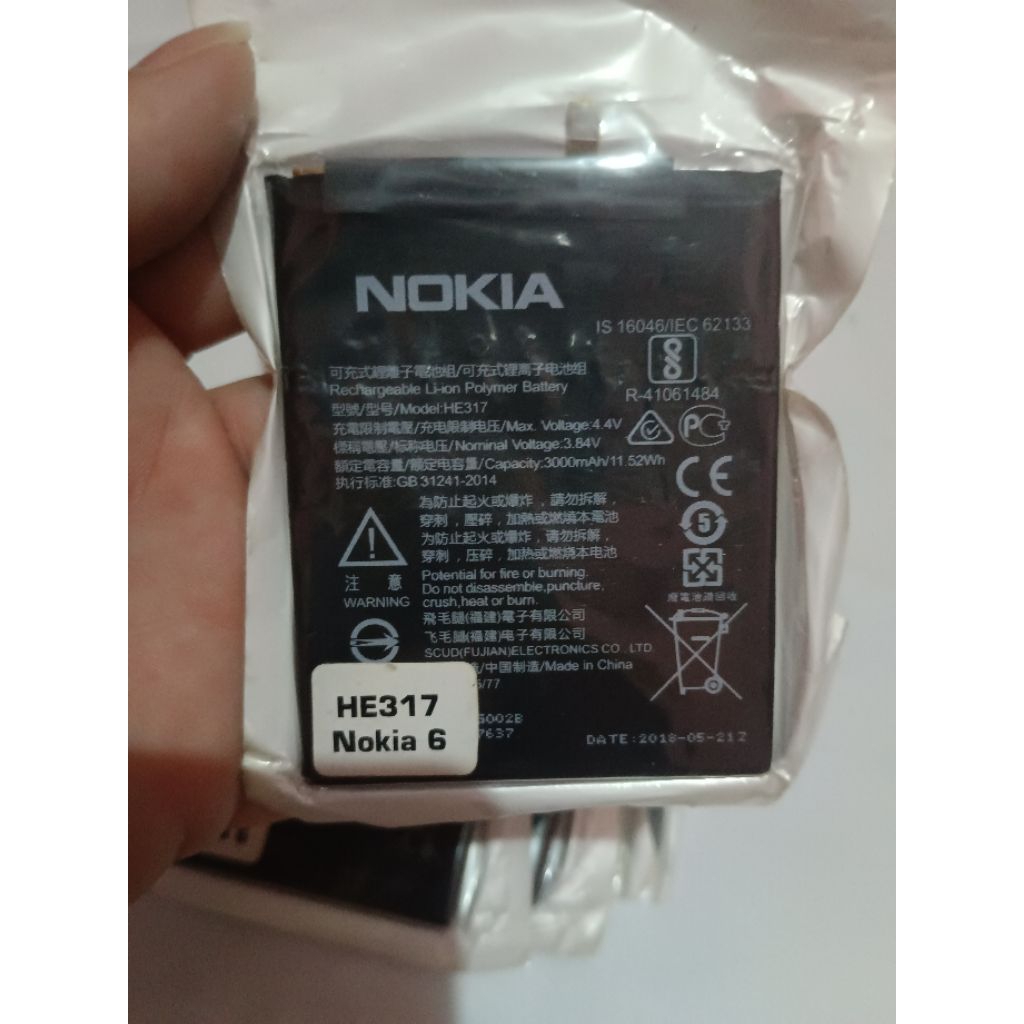 NOKIA
IS 16046/IEC 62133
可充式鋰離子電池組/可充式锂离子电池组
Rechargeable Li-ion Polymer Battery
R-41061484
型號/型号/Model:HE317
充電限制電壓/充电限制电压/Max. Voltage:4.4V
標稱電壓/标称电压/Nominal Voltage:3.84V
額定電容量/额定电容量/Capacity:3000mAh/11.52Wh
执行标准:GB 31241-2014
CE
5
為防止起火或爆炸，請勿拆解，
穿刺，壓碎，加熱或燃燒本電池
为防止起火或爆炸，请勿拆解，
穿刺，压碎，加热或燃烧本电池
注 意
WARNING
Potential for fire or burning.
Do not disassemble,puncture,
crush,heat or burn.
廢電池請回收
飛毛腿(福建)電子有限公司
飞毛腿(福建)电子有限公司
SCUD(FUJIAN)ELECTRONICS CO., LTD
/中国制造/Made in China
/77
HE317
Nokia 6
002B
7637
DATE:2018-05-21Z